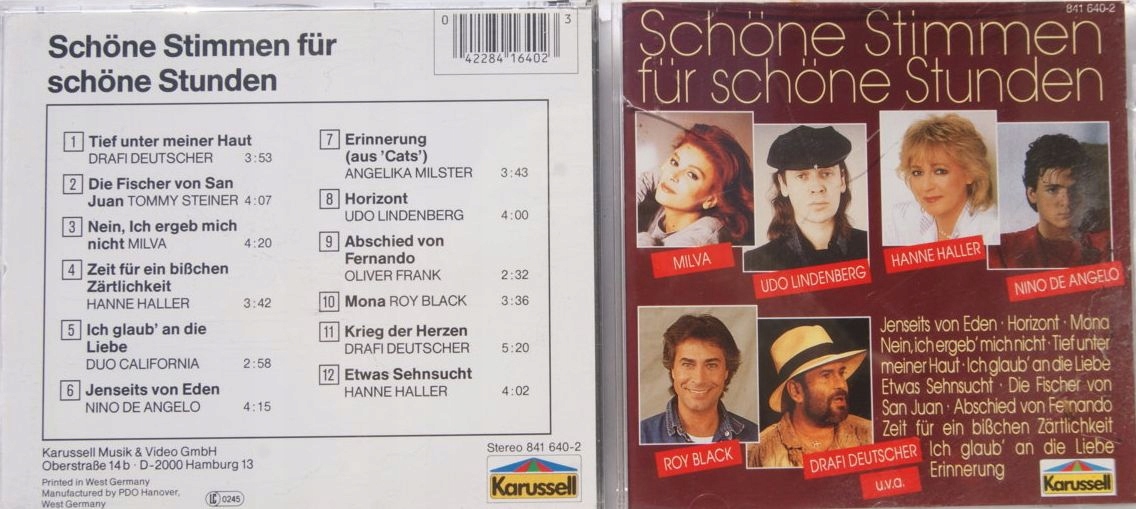 Schöne Stimmen für
schöne Stunden
0 42284 16402 3
1 Tief unter meiner Haut
DRAFI DEUTSCHER 3:53
2 Die Fischer von San
Juan TOMMY STEINER 4:07
3 Nein, Ich ergeb mich
nicht MILVA 4:20
4 Zeit für ein bißchen
Zärtlichkeit
HANNE HALLER 3:42
5 Ich glaub' an die
Liebe
DUO CALIFORNIA 2:58
6 Jenseits von Eden
NINO DE ANGELO 4:15
7 Erinnerung
(aus 'Cats')
ANGELIKA MILSTER 3:43
8 Horizont
UDO LINDENBERG 4:00
9 Abschied von
Fernando
OLIVER FRANK 2:32
10 Mona ROY BLACK 3:36
11 Krieg der Herzen
DRAFI DEUTSCHER 5:20
12 Etwas Sehnsucht
HANNE HALLER 4:02
Karussell Musik & Video GmbH
Oberstraße 14b · D-2000 Hamburg 13
Printed in West Germany
Manufactured by PDO Hannover,
West Germany
LC 0245
Stereo 841 640-2
Karussell
841 640-2
Schöne Stimmen
für schöne Stunden
MILVA
UDO LINDENBERG
HANNE HALLER
NINO DE ANGELO
ROY BLACK
DRAFI DEUTSCHER
u.v.a.
Jenseits von Eden · Horizont · Mana
Nein, ich ergeb' mich nicht · Tief unter
meiner Haut · Ich glaub' an die Liebe
Etwas Sehnsucht · Die Fischer von
San Juan · Abschied von Fernando
Zeit für ein bißchen Zärtlichkeit
Ich glaub' an die Liebe
Erinnerung
Karussell